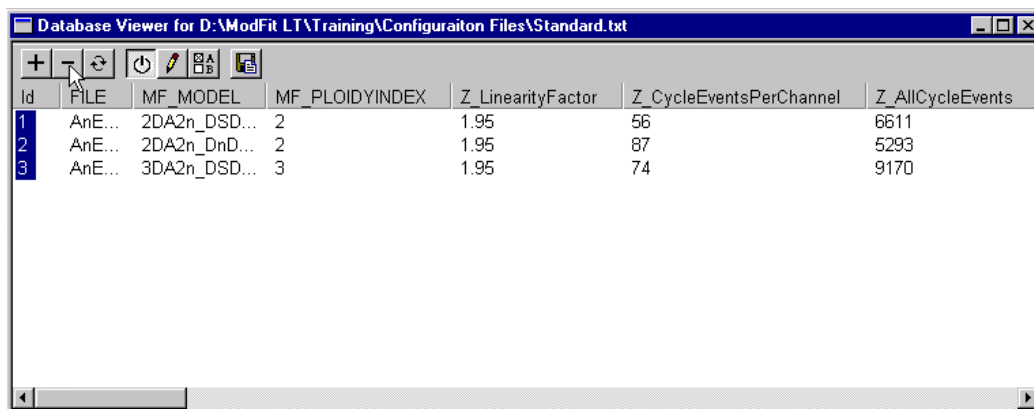 Database Viewer for D:\ModFit LT\Training\Configuraiton Files\Standard.txt
Id FILE MF_MODEL MF_PLOIDYINDEX Z_LinearityFactor Z_CycleEventsPerChannel Z_AllCycleEvents
1 AnE... 2DA2n_DSD... 2 1.95 56 6611
2 AnE... 2DA2n_DnD... 2 1.95 87 5293
3 AnE... 3DA2n_DSD... 3 1.95 74 9170